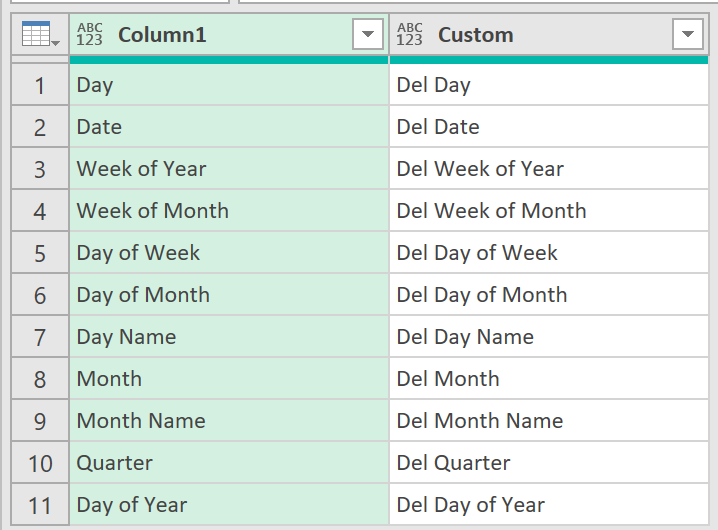 ABC 123 Column1 ABC 123 Custom
1 Day Del Day
2 Date Del Date
3 Week of Year Del Week of Year
4 Week of Month Del Week of Month
5 Day of Week Del Day of Week
6 Day of Month Del Day of Month
7 Day Name Del Day Name
8 Month Del Month
9 Month Name Del Month Name
10 Quarter Del Quarter
11 Day of Year Del Day of Year